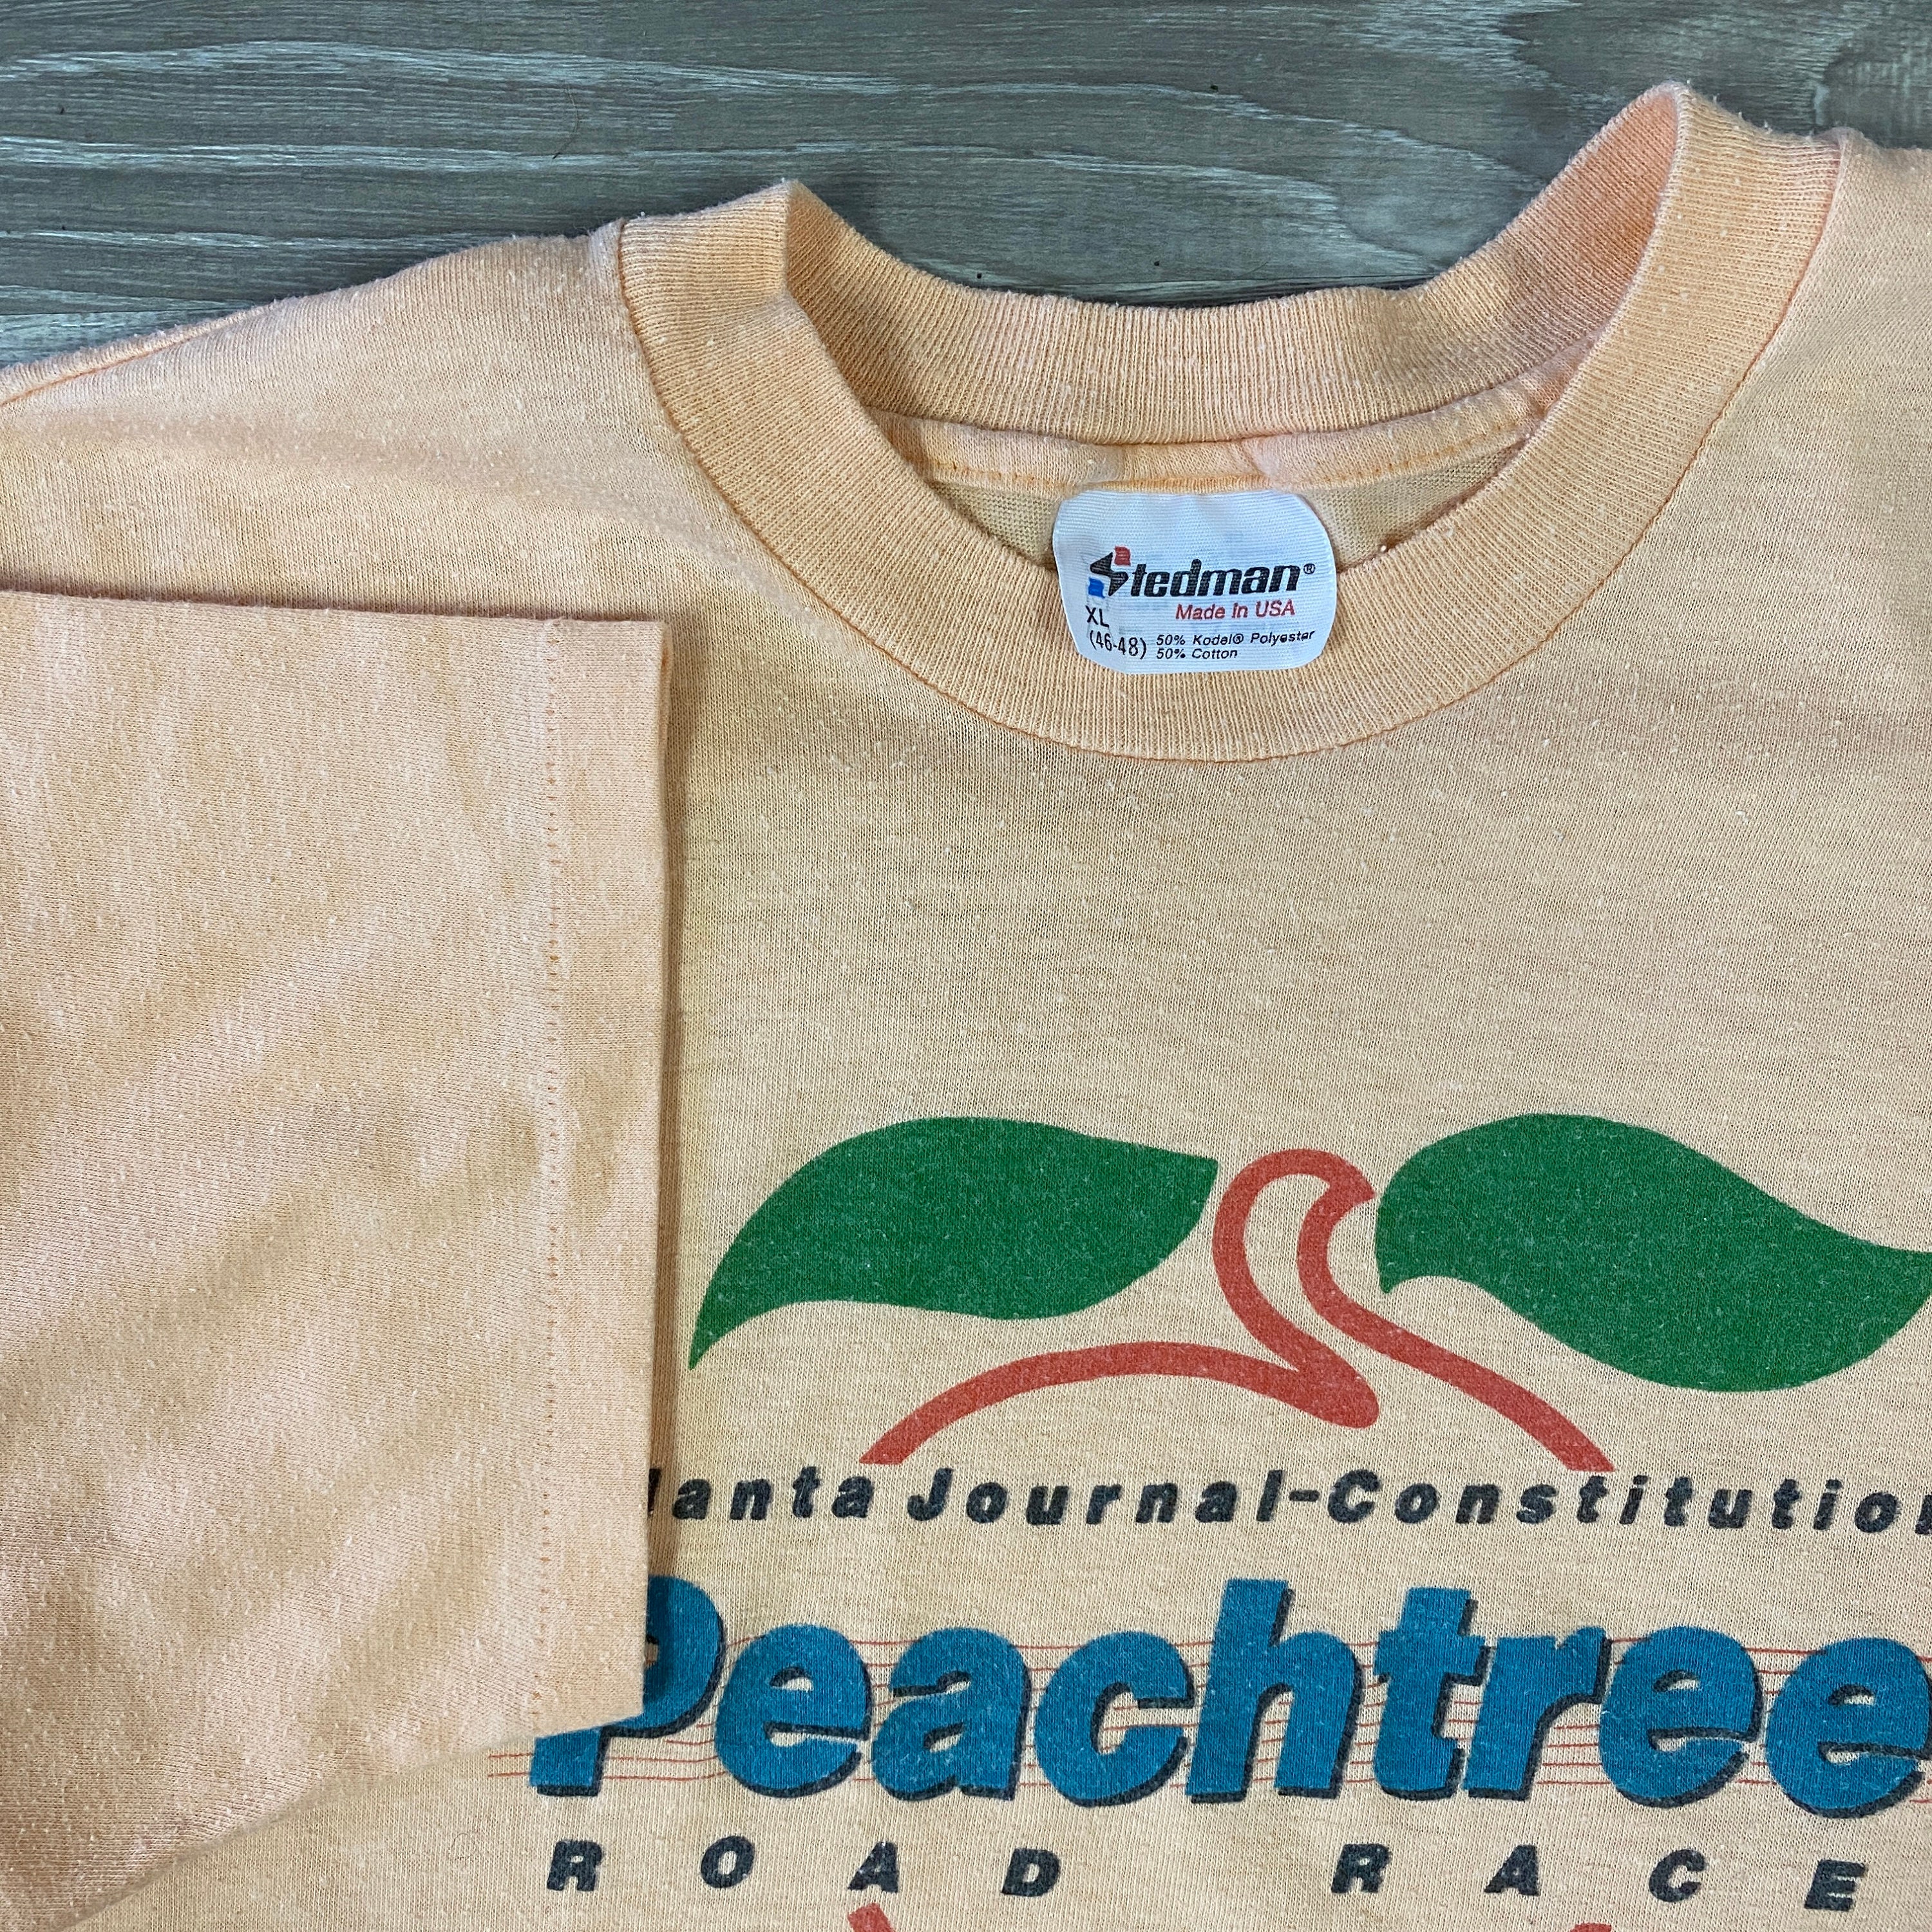 Stedman®
Made in USA
XL
(46-48)
50% Kodel® Polyester
50% Cotton
lanta Journal-Constitution
Peachtree
ROAD RACE